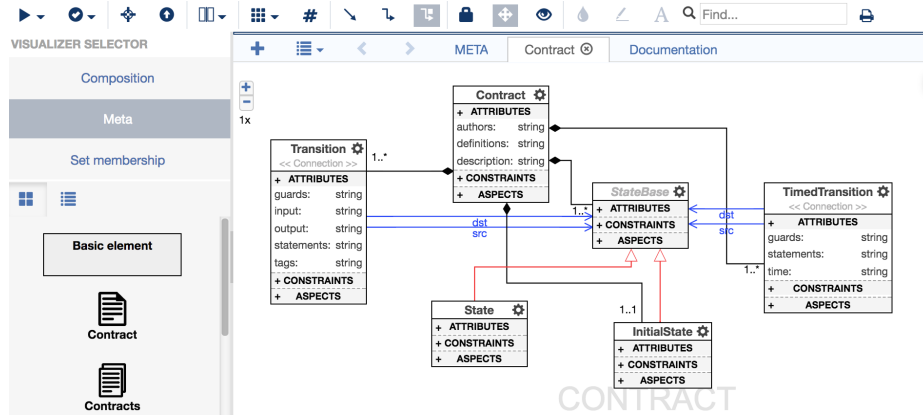 #
A
Find...
VISUALIZER SELECTOR
Composition
Meta
Set membership
Basic element
Contract
Contracts
META
Contract
Documentation
1x
Contract
+ ATTRIBUTES
authors: string
definitions: string
description: string
+ CONSTRAINTS
+ ASPECTS
Transition
<< Connection >>
+ ATTRIBUTES
guards: string
input: string
output: string
statements: string
tags: string
+ CONSTRAINTS
+ ASPECTS
1..*
dst
src
StateBase
+ ATTRIBUTES
+ CONSTRAINTS
+ ASPECTS
1..*
dst
src
TimedTransition
<< Connection >>
+ ATTRIBUTES
guards: string
statements: string
time: string
+ CONSTRAINTS
+ ASPECTS
1..*
State
+ ATTRIBUTES
+ CONSTRAINTS
+ ASPECTS
1..1
InitialState
+ ATTRIBUTES
+ CONSTRAINTS
+ ASPECTS
CONTRACT